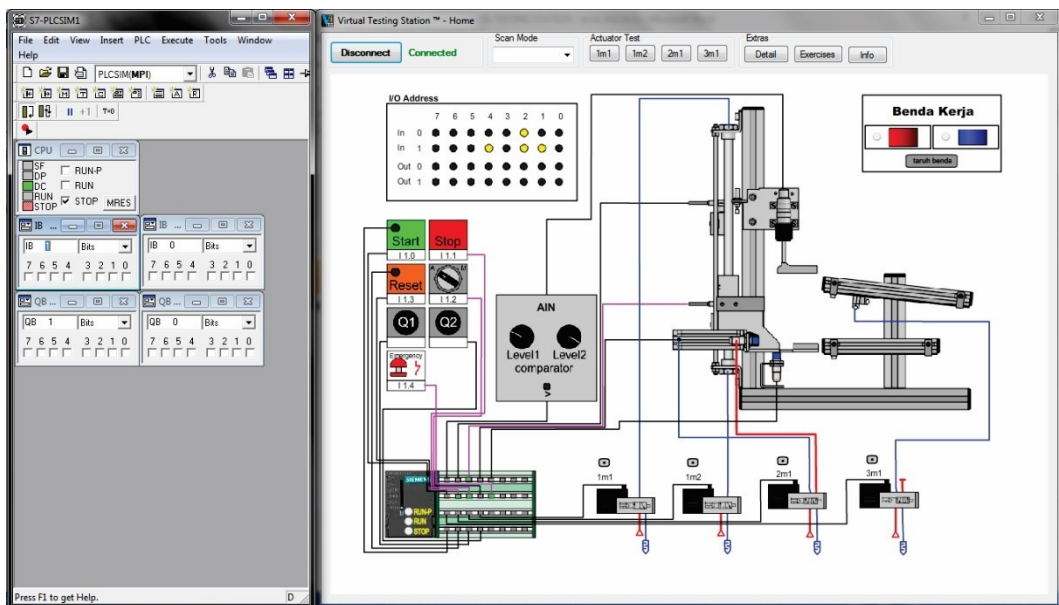 S7-PLCSIM1
File Edit View Insert PLC Execute Tools Window
Help
PLCSIM(MPI)
+1 T=0
CPU
SF
DP
DC
RUN
STOP
RUN-P
RUN
STOP
MRES
IB ...
IB 1 Bits
7 6 5 4 3 2 1 0
IB ...
IB 0 Bits
7 6 5 4 3 2 1 0
QB ...
QB 1 Bits
7 6 5 4 3 2 1 0
QB ...
QB 0 Bits
7 6 5 4 3 2 1 0
Press F1 to get Help.
D
Virtual Testing Station ™ - Home
Disconnect Connected
Scan Mode
Actuator Test
1m1 1m2 2m1 3m1
Extras
Detail Exercises Info
I/O Address
7 6 5 4 3 2 1 0
In 0
In 1
Out 0
Out 1
Benda Kerja
taruh benda
Start Stop
I 1.0 I 1.1
Reset A M
I 1.3 I 1.2
Q1 Q2
Emergency
I 1.4
AIN
Level1 Level2
comparator
SIEMENS
RUN-P
RUN
STOP
1m1 1m2 2m1 3m1